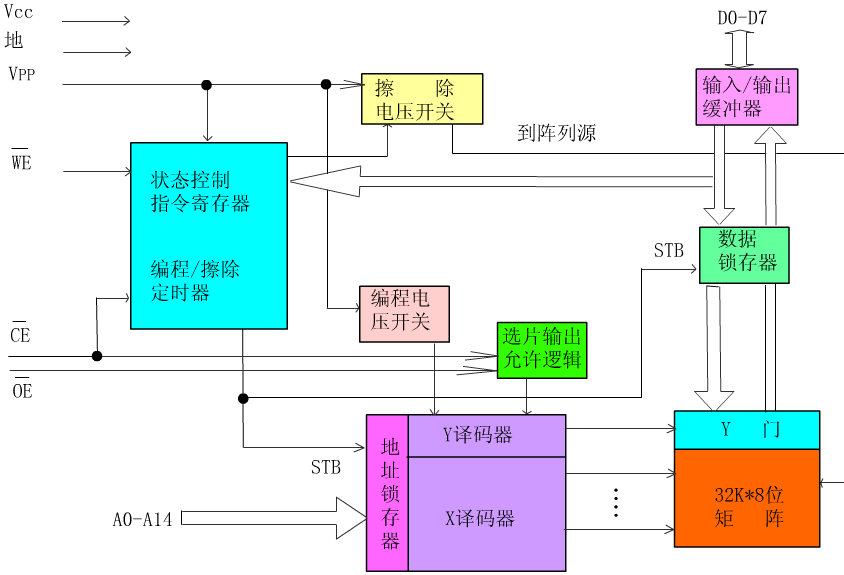 Vcc
地
VPP
WE
CE
OE
A0-A14
状态控制
指令寄存器
编程/擦除
定时器
擦 除
电压开关
到阵列源
D0-D7
输入/输出
缓冲器
STB
数据
锁存器
编程电
压开关
选片输出
允许逻辑
STB
地
址
锁
存
器
Y译码器
X译码器
Y 门
32K*8位
矩 阵